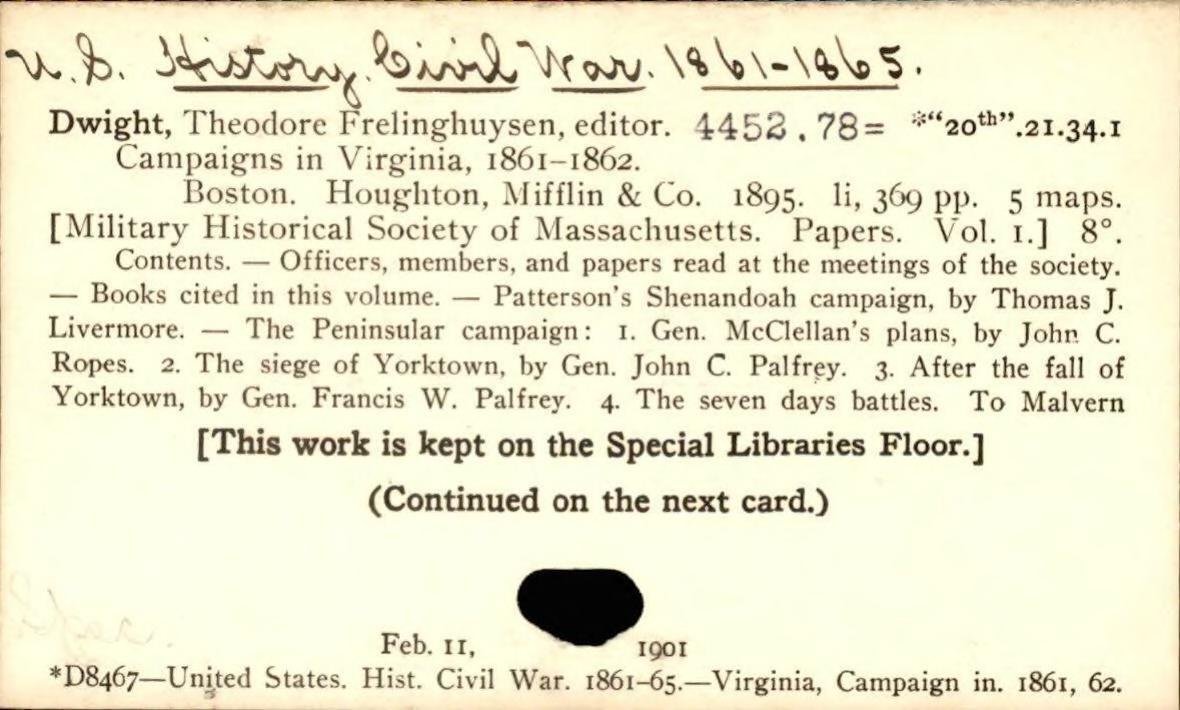 U.S. History. Civil War. 1861-1865.
Dwight, Theodore Frelinghuysen, editor. 4452.78= *“20th”.21.34.1
Campaigns in Virginia, 1861–1862.
Boston. Houghton, Mifflin & Co. 1895. li, 369 pp. 5 maps.
[Military Historical Society of Massachusetts. Papers. Vol. 1.] 8°.
Contents. — Officers, members, and papers read at the meetings of the society.
— Books cited in this volume. — Patterson's Shenandoah campaign, by Thomas J.
Livermore. — The Peninsular campaign: 1. Gen. McClellan's plans, by John C.
Ropes. 2. The siege of Yorktown, by Gen. John C. Palfrey. 3. After the fall of
Yorktown, by Gen. Francis W. Palfrey. 4. The seven days battles. To Malvern
[This work is kept on the Special Libraries Floor.]
(Continued on the next card.)
Feb. 11, 1901
*D8467—United States. Hist. Civil War. 1861–65.—Virginia, Campaign in. 1861, 62.